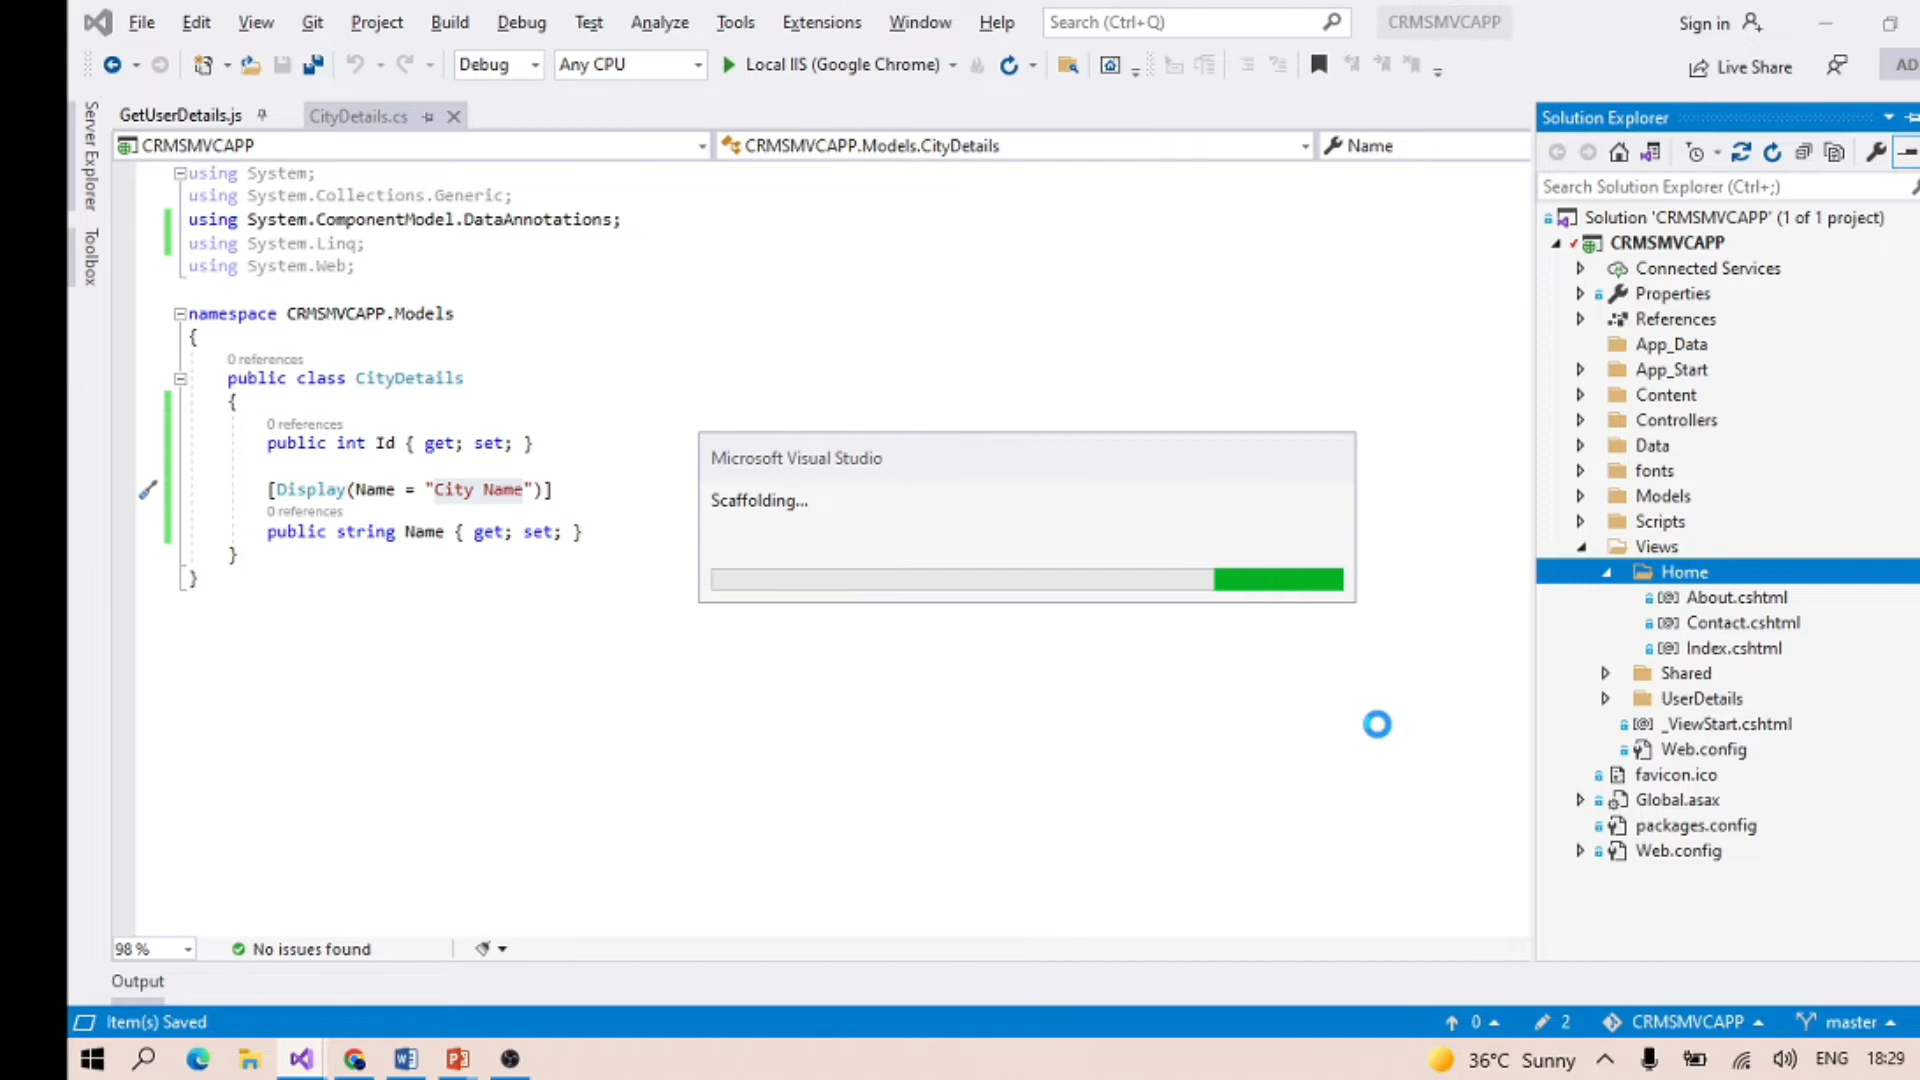 File Edit View Git Project Build Debug Test Analyze Tools Extensions Window Help Search (Ctrl+Q) CRMSMVCAPP Sign in
Debug Any CPU Local IIS (Google Chrome) Live Share AD
Server Explorer
Toolbox
GetUserDetails.js CityDetails.cs
CRMSMVCAPP CRMSMVCAPP.Models.CityDetails Name
using System;
using System.Collections.Generic;
using System.ComponentModel.DataAnnotations;
using System.Linq;
using System.Web;
namespace CRMSMVCAPP.Models
{
0 references
public class CityDetails
{
0 references
public int Id { get; set; }
[Display(Name = "City Name")]
0 references
public string Name { get; set; }
}
}
Microsoft Visual Studio
Scaffolding...
Solution Explorer
Search Solution Explorer (Ctrl+;)
Solution 'CRMSMVCAPP' (1 of 1 project)
CRMSMVCAPP
Connected Services
Properties
References
App_Data
App_Start
Content
Controllers
Data
fonts
Models
Scripts
Views
Home
About.cshtml
Contact.cshtml
Index.cshtml
Shared
UserDetails
_ViewStart.cshtml
Web.config
favicon.ico
Global.asax
packages.config
Web.config
98 % No issues found
Output
Item(s) Saved 0 2 CRMSMVCAPP master
36°C Sunny ENG 18:29